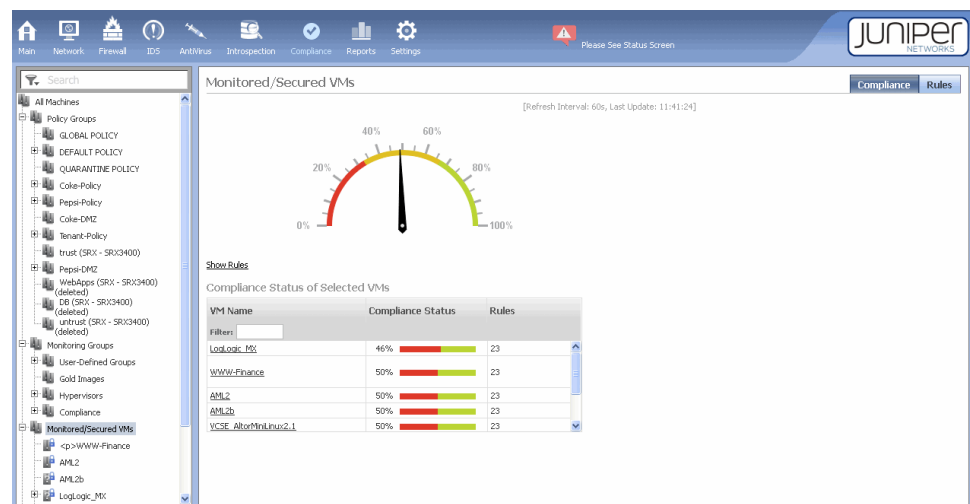 Main Network Firewall IDS AntiVirus Introspection Compliance Reports Settings
Please See Status Screen
JUNIPER
NETWORKS
Search
All Machines
Policy Groups
GLOBAL POLICY
DEFAULT POLICY
QUARANTINE POLICY
Coke-Policy
Pepsi-Policy
Coke-DMZ
Tenant-Policy
trust (SRX - SRX3400)
Pepsi-DMZ
WebApps (SRX - SRX3400)
(deleted)
DB (SRX - SRX3400)
(deleted)
untrust (SRX - SRX3400)
(deleted)
Monitoring Groups
User-Defined Groups
Gold Images
Hypervisors
Compliance
Monitored/Secured VMs
<p>WWW-Finance
AML2
AML2b
LogLogic_MX
Monitored/Secured VMs
Compliance Rules
[Refresh Interval: 60s, Last Update: 11:41:24]
40% 60%
20% 80%
0% 100%
Show Rules
Compliance Status of Selected VMs
VM Name Compliance Status Rules
Filter:
LogLogic_MX 46% 23
WWW-Finance 50% 23
AML2 50% 23
AML2b 50% 23
VCSE_AltorMiniLinux2.1 50% 23